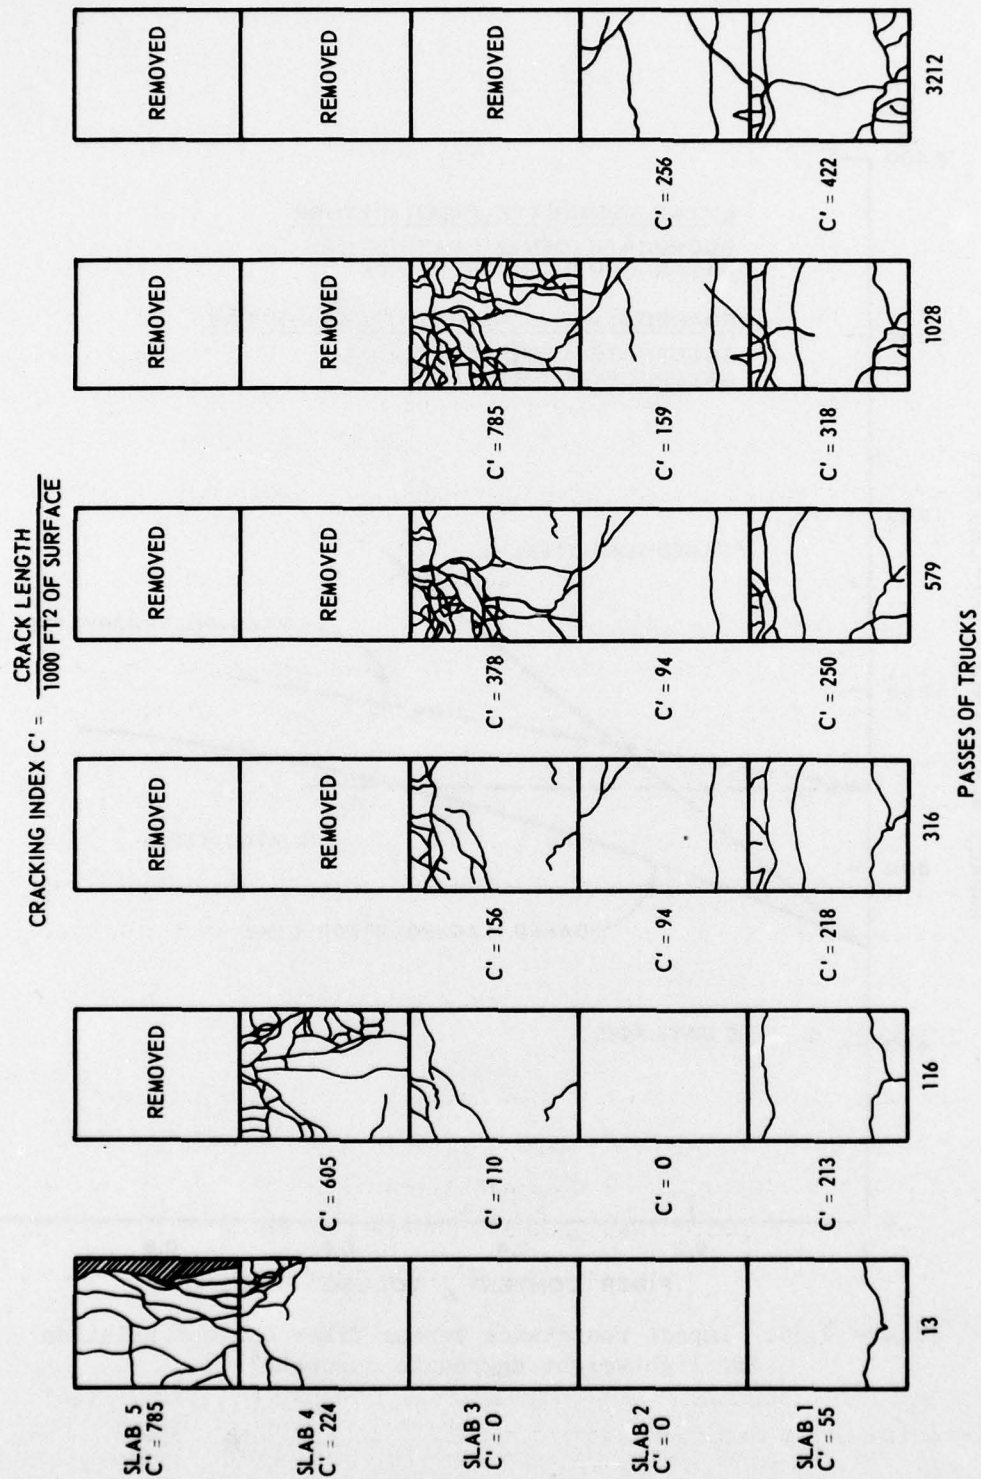 CRACKING INDEX C' = CRACK LENGTH
1000 FT2 OF SURFACE
SLAB 5
C' = 785
REMOVED
REMOVED
REMOVED
REMOVED
REMOVED
SLAB 4
C' = 224
C' = 605
REMOVED
REMOVED
REMOVED
REMOVED
SLAB 3
C' = 0
C' = 110
C' = 156
C' = 378
C' = 785
REMOVED
SLAB 2
C' = 0
C' = 0
C' = 94
C' = 94
C' = 159
C' = 256
SLAB 1
C' = 55
C' = 213
C' = 218
C' = 250
C' = 318
C' = 422
13
116
316
579
1028
3212
PASSES OF TRUCKS